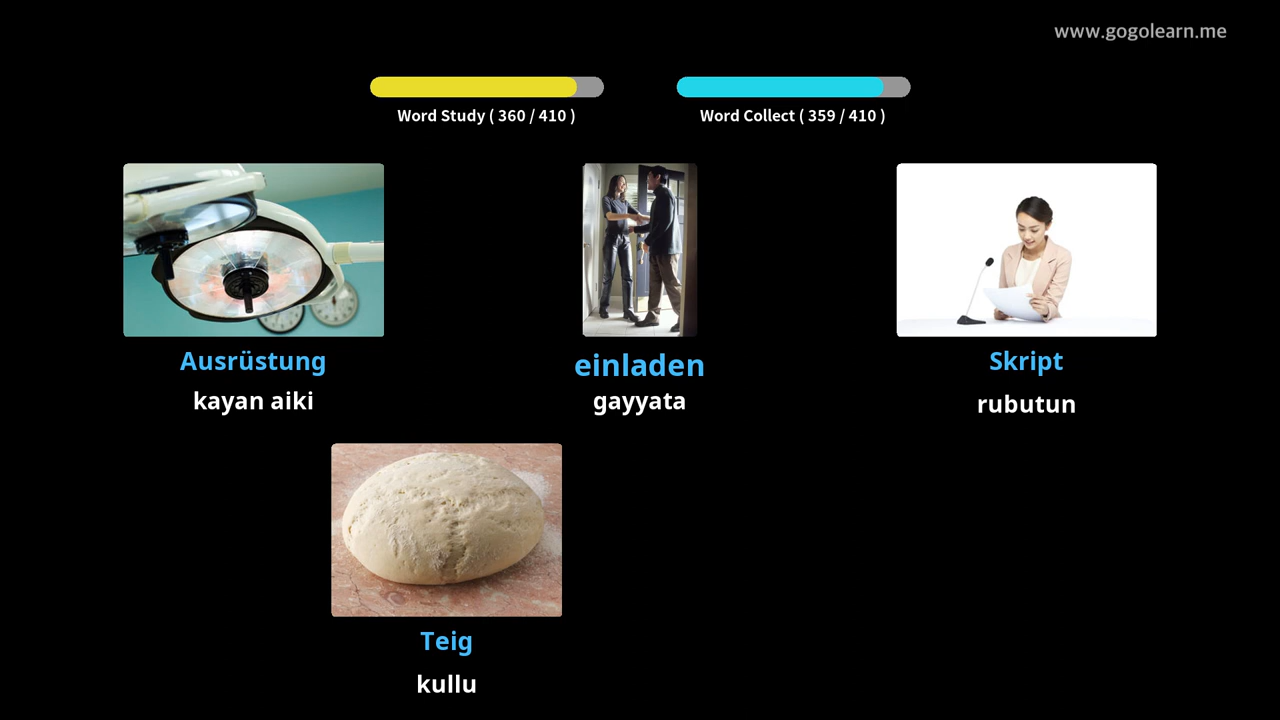 www.gogolearn.me
Word Study ( 360 / 410 )
Word Collect ( 359 / 410 )
Ausrüstung
kayan aiki
einladen
gayyata
Skript
rubutun
Teig
kullu